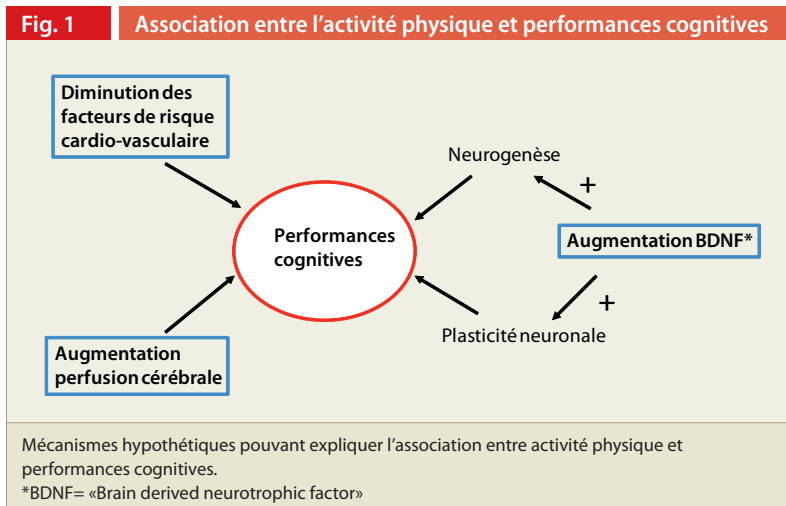 Fig. 1
Association entre l'activité physique et performances cognitives
Diminution des
facteurs de risque
cardio-vasculaire
Neurogenèse
+
Performances
cognitives
Augmentation BDNF*
+
Plasticité neuronale
Augmentation
perfusion cérébrale
Mécanismes hypothétiques pouvant expliquer l'association entre activité physique et
performances cognitives.
*BDNF= «Brain derived neurotrophic factor»